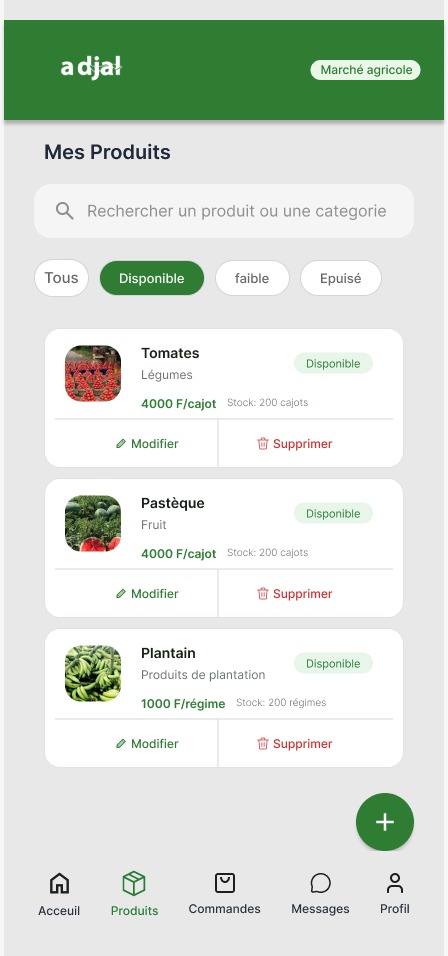 adjal
Marché agricole
Mes Produits
Rechercher un produit ou une categorie
Tous
Disponible
faible
Epuisé
Tomates
Disponible
Légumes
4000 F/cajot Stock: 200 cajots
Modifier
Supprimer
Pastèque
Disponible
Fruit
4000 F/cajot Stock: 200 cajots
Modifier
Supprimer
Plantain
Disponible
Produits de plantation
1000 F/régime Stock: 200 régimes
Modifier
Supprimer
+
Acceuil
Produits
Commandes
Messages
Profil